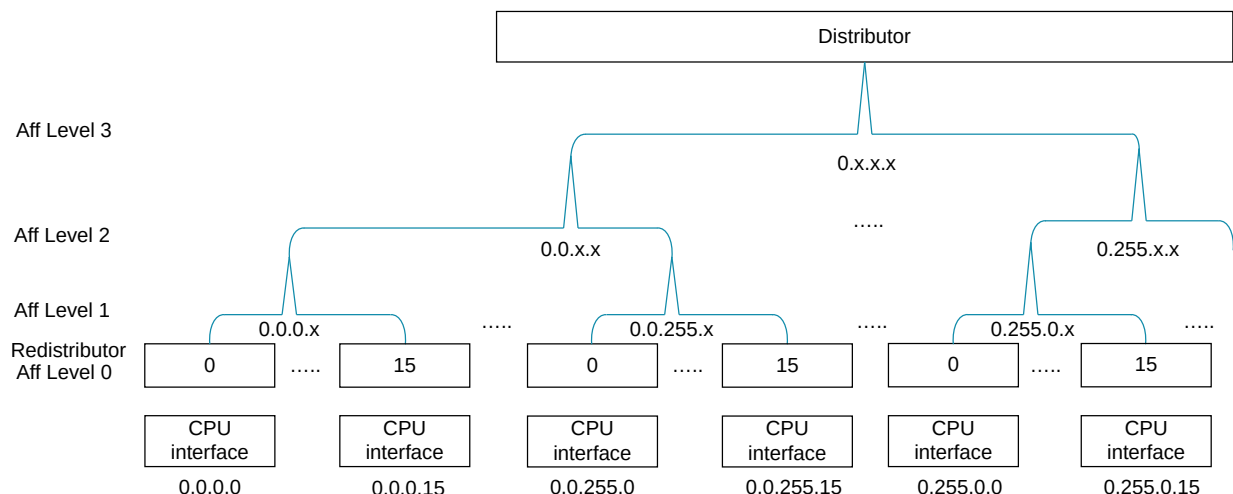 Distributor
Aff Level 3
0.x.x.x
Aff Level 2
0.0.x.x
.....
0.255.x.x
Aff Level 1
0.0.0.x
.....
0.0.255.x
.....
0.255.0.x
.....
Redistributor
Aff Level 0
0
.....
15
0
.....
15
0
.....
15
CPU
interface
CPU
interface
CPU
interface
CPU
interface
CPU
interface
CPU
interface
0.0.0.0
0.0.0.15
0.0.255.0
0.0.255.15
0.255.0.0
0.255.0.15